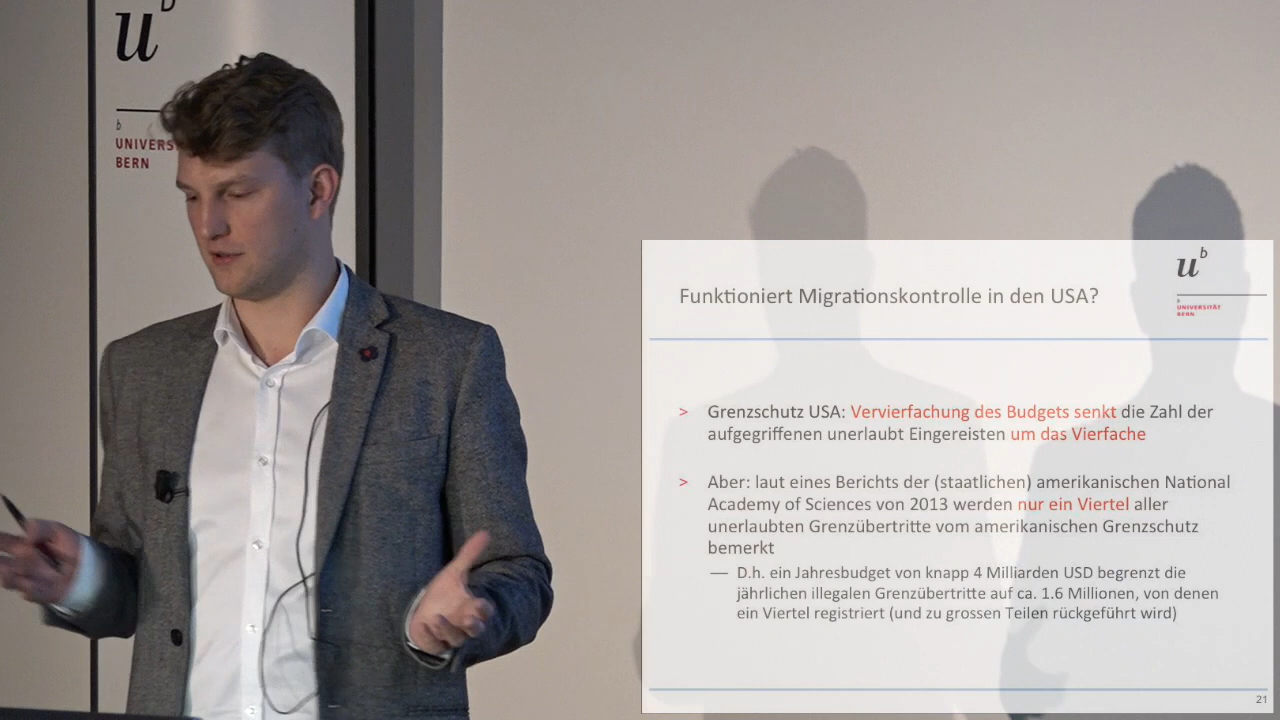 u
b
b
UNIVERS
BERN
u b
b
UNIVERSITÄT
BERN
Funktioniert Migrationskontrolle in den USA?
> Grenzschutz USA: Vervierfachung des Budgets senkt die Zahl der
aufgegriffenen unerlaubt Eingereisten um das Vierfache
> Aber: laut eines Berichts der (staatlichen) amerikanischen National
Academy of Sciences von 2013 werden nur ein Viertel aller
unerlaubten Grenzübertritte vom amerikanischen Grenzschutz
bemerkt
— D.h. ein Jahresbudget von knapp 4 Milliarden USD begrenzt die
jährlichen illegalen Grenzübertritte auf ca. 1.6 Millionen, von denen
ein Viertel registriert (und zu grossen Teilen rückgeführt wird)
21